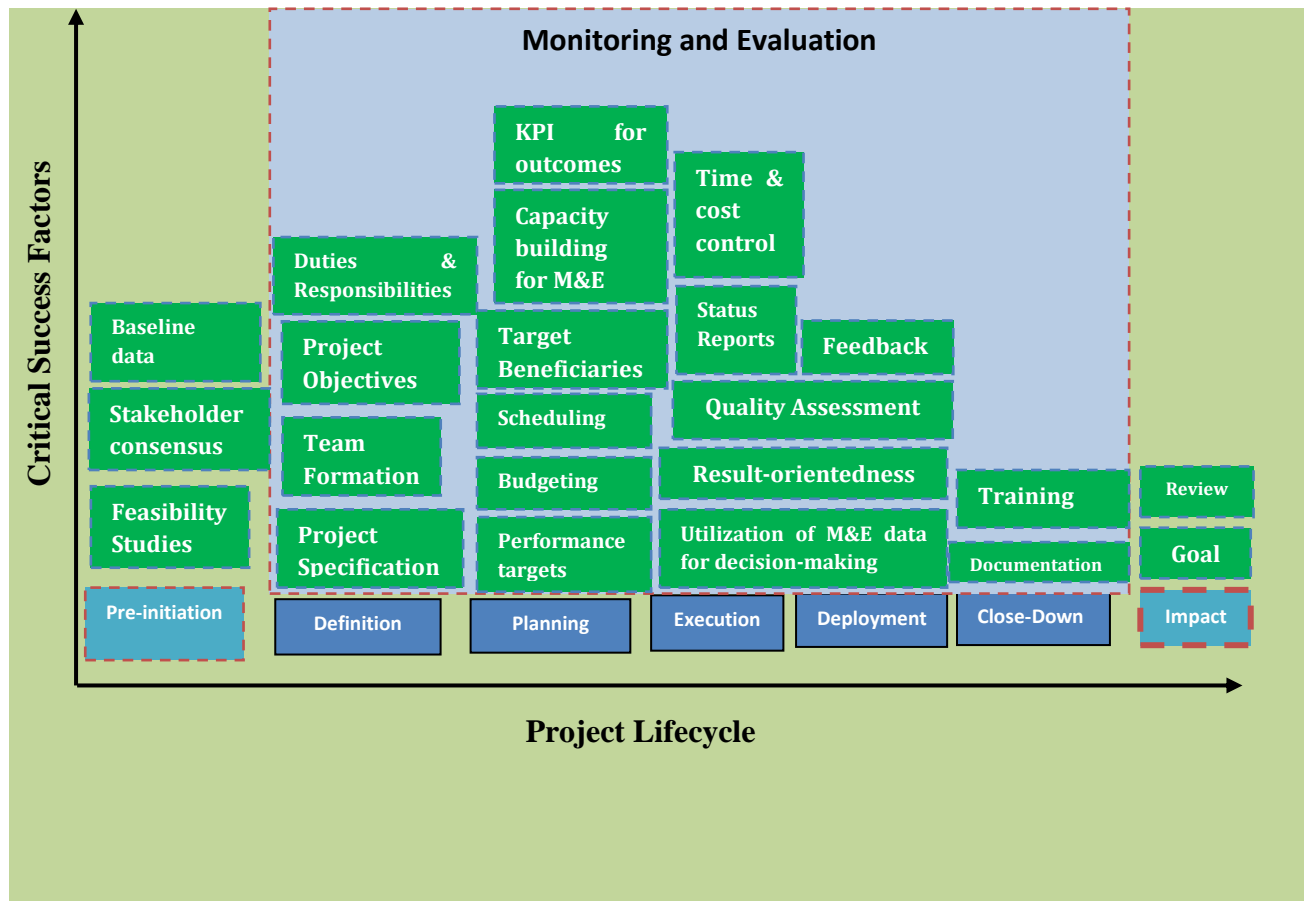 Monitoring and Evaluation
Critical Success Factors
Baseline
data
Stakeholder
consensus
Feasibility
Studies
Pre-initiation
Duties &
Responsibilities
Project
Objectives
Team
Formation
Project
Specification
Definition
KPI for
outcomes
Capacity
building
for M&E
Target
Beneficiaries
Scheduling
Budgeting
Performance
targets
Planning
Time &
cost
control
Status
Reports
Feedback
Quality Assessment
Result-orientedness
Utilization of M&E data
for decision-making
Execution
Deployment
Training
Documentation
Close-Down
Review
Goal
Impact
Project Lifecycle